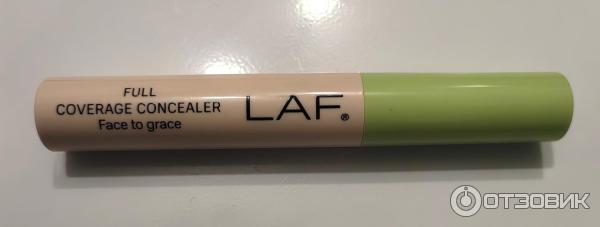 FULL
COVERAGE CONCEALER
Face to grace
LAF®
ОТЗОВИК